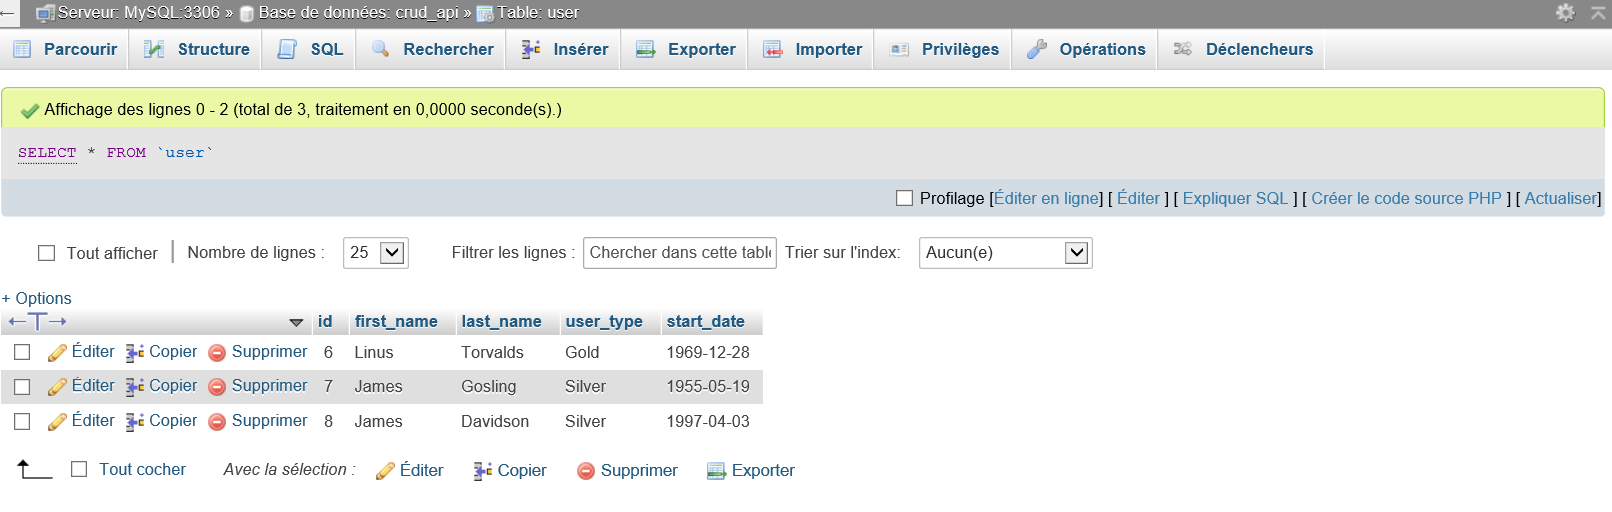 Serveur: MySQL:3306 » Base de données: crud_api » Table: user
Parcourir Structure SQL Rechercher Insérer Exporter Importer Privilèges Opérations Déclencheurs
Affichage des lignes 0 - 2 (total de 3, traitement en 0,0000 seconde(s).)
SELECT * FROM `user`
Profilage [Éditer en ligne] [ Éditer ] [ Expliquer SQL ] [ Créer le code source PHP ] [ Actualiser]
Tout afficher | Nombre de lignes : 25 Filtrer les lignes : Chercher dans cette table Trier sur l'index: Aucun(e)
+ Options
←T→ id first_name last_name user_type start_date
Éditer Copier Supprimer 6 Linus Torvalds Gold 1969-12-28
Éditer Copier Supprimer 7 James Gosling Silver 1955-05-19
Éditer Copier Supprimer 8 James Davidson Silver 1997-04-03
Tout cocher Avec la sélection : Éditer Copier Supprimer Exporter